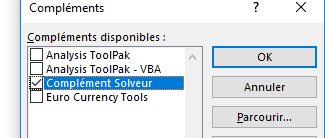 Compléments
Compléments disponibles :
Analysis ToolPak
Analysis ToolPak - VBA
Complément Solveur
Euro Currency Tools
OK
Annuler
Parcourir...